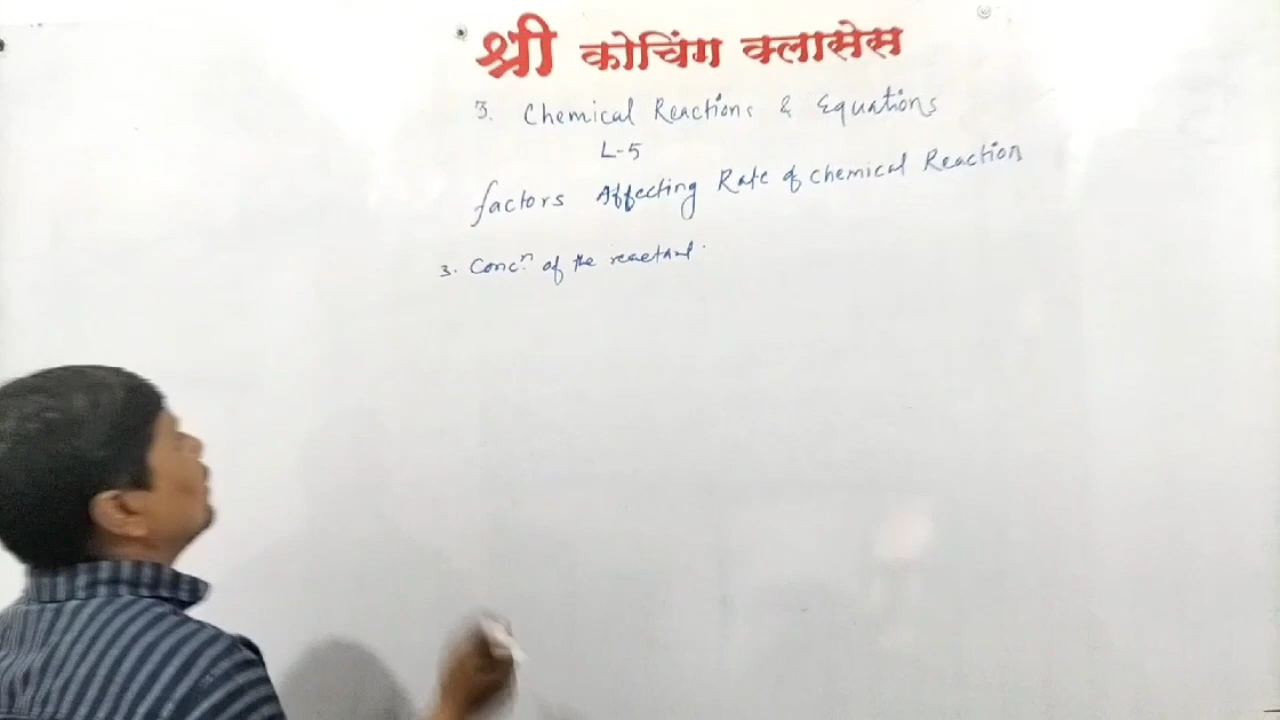 श्री कोचिंग क्लासेस
3. Chemical Reactions & Equations
L-5
factors Affecting Rate of chemical Reaction
3. Concⁿ. of the reactant.